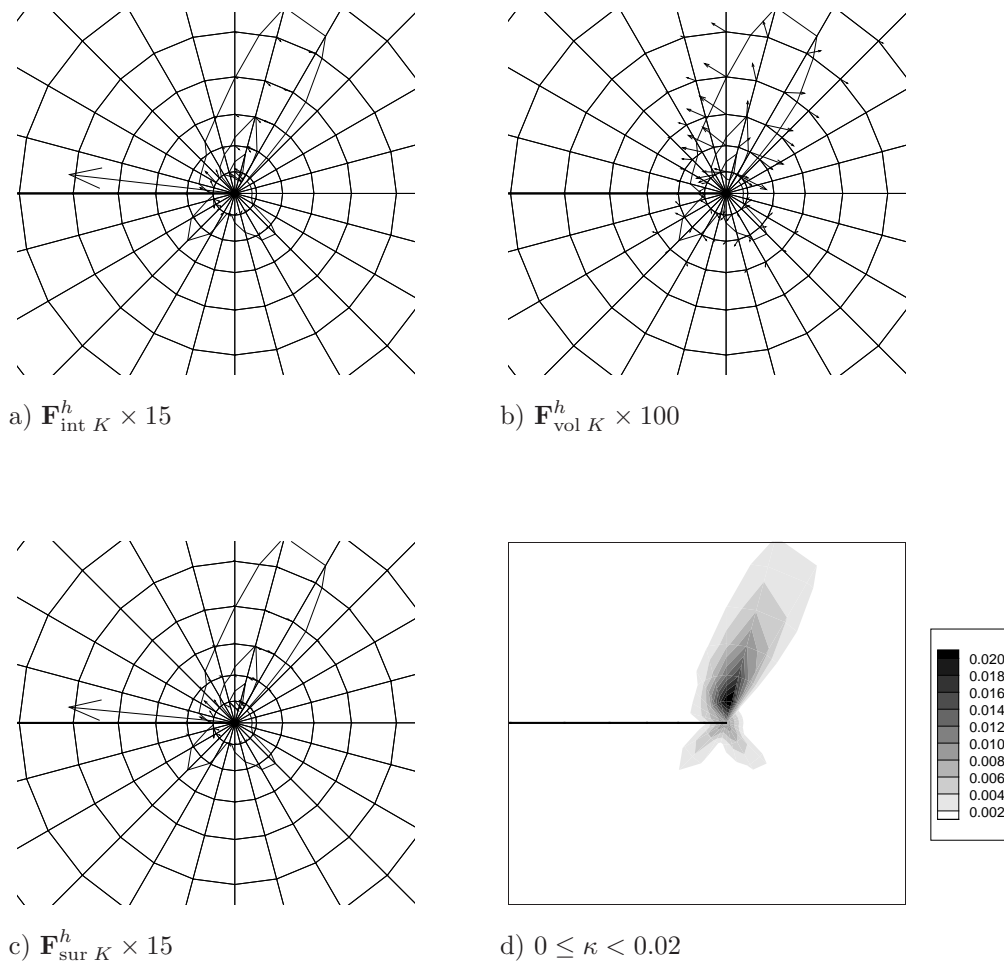 a) F^h_int K × 15
b) F^h_vol K × 100
0.020
0.018
0.016
0.014
0.012
0.010
0.008
0.006
0.004
0.002
c) F^h_sur K × 15
d) 0 ≤ κ < 0.02